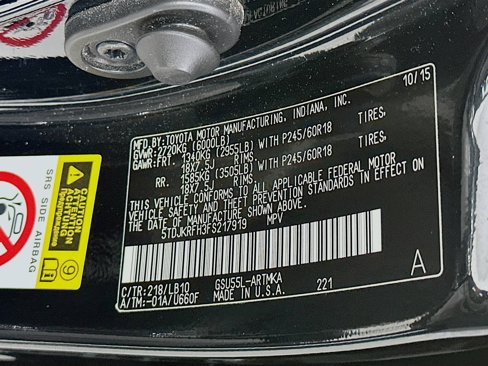 10/15
MFD.BY:TOYOTA MOTOR MANUFACTURING, INDIANA, INC.
GVWR:2720KG (6000LB)
GAWR:FRT. 1340KG (2955LB) WITH P245/60R18 TIRES,
18X7.5J RIMS.
RR. 1585KG (3505LB) WITH P245/60R18 TIRES,
18X7.5J RIMS.
THIS VEHICLE CONFORMS TO ALL APPLICABLE FEDERAL MOTOR
VEHICLE SAFETY AND THEFT PREVENTION STANDARDS IN EFFECT ON
THE DATE OF MANUFACTURE SHOWN ABOVE.
5TDJKRFH3FS217919 MPV
C/TR:218/LB10 GSU55L-ARTMKA
A/TM:-01A/U660F MADE IN U.S.A. 221
A
SRS SIDE AIRBAG
CAUTION
9